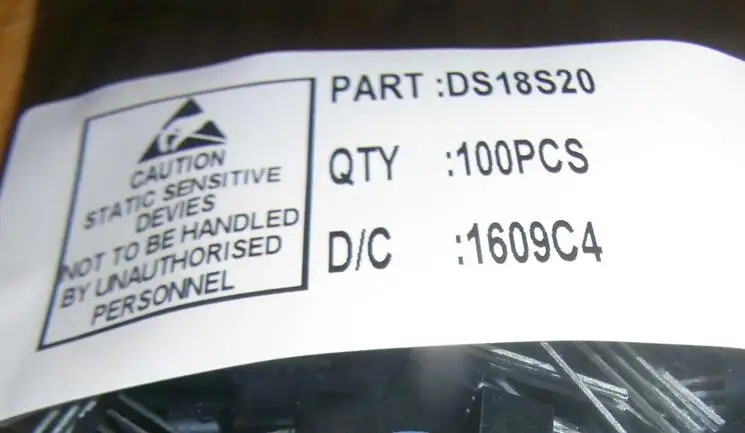 CAUTION
STATIC SENSITIVE
DEVIES
NOT TO BE HANDLED
BY UNAUTHORISED
PERSONNEL
PART :DS18S20
QTY :100PCS
D/C :1609C4